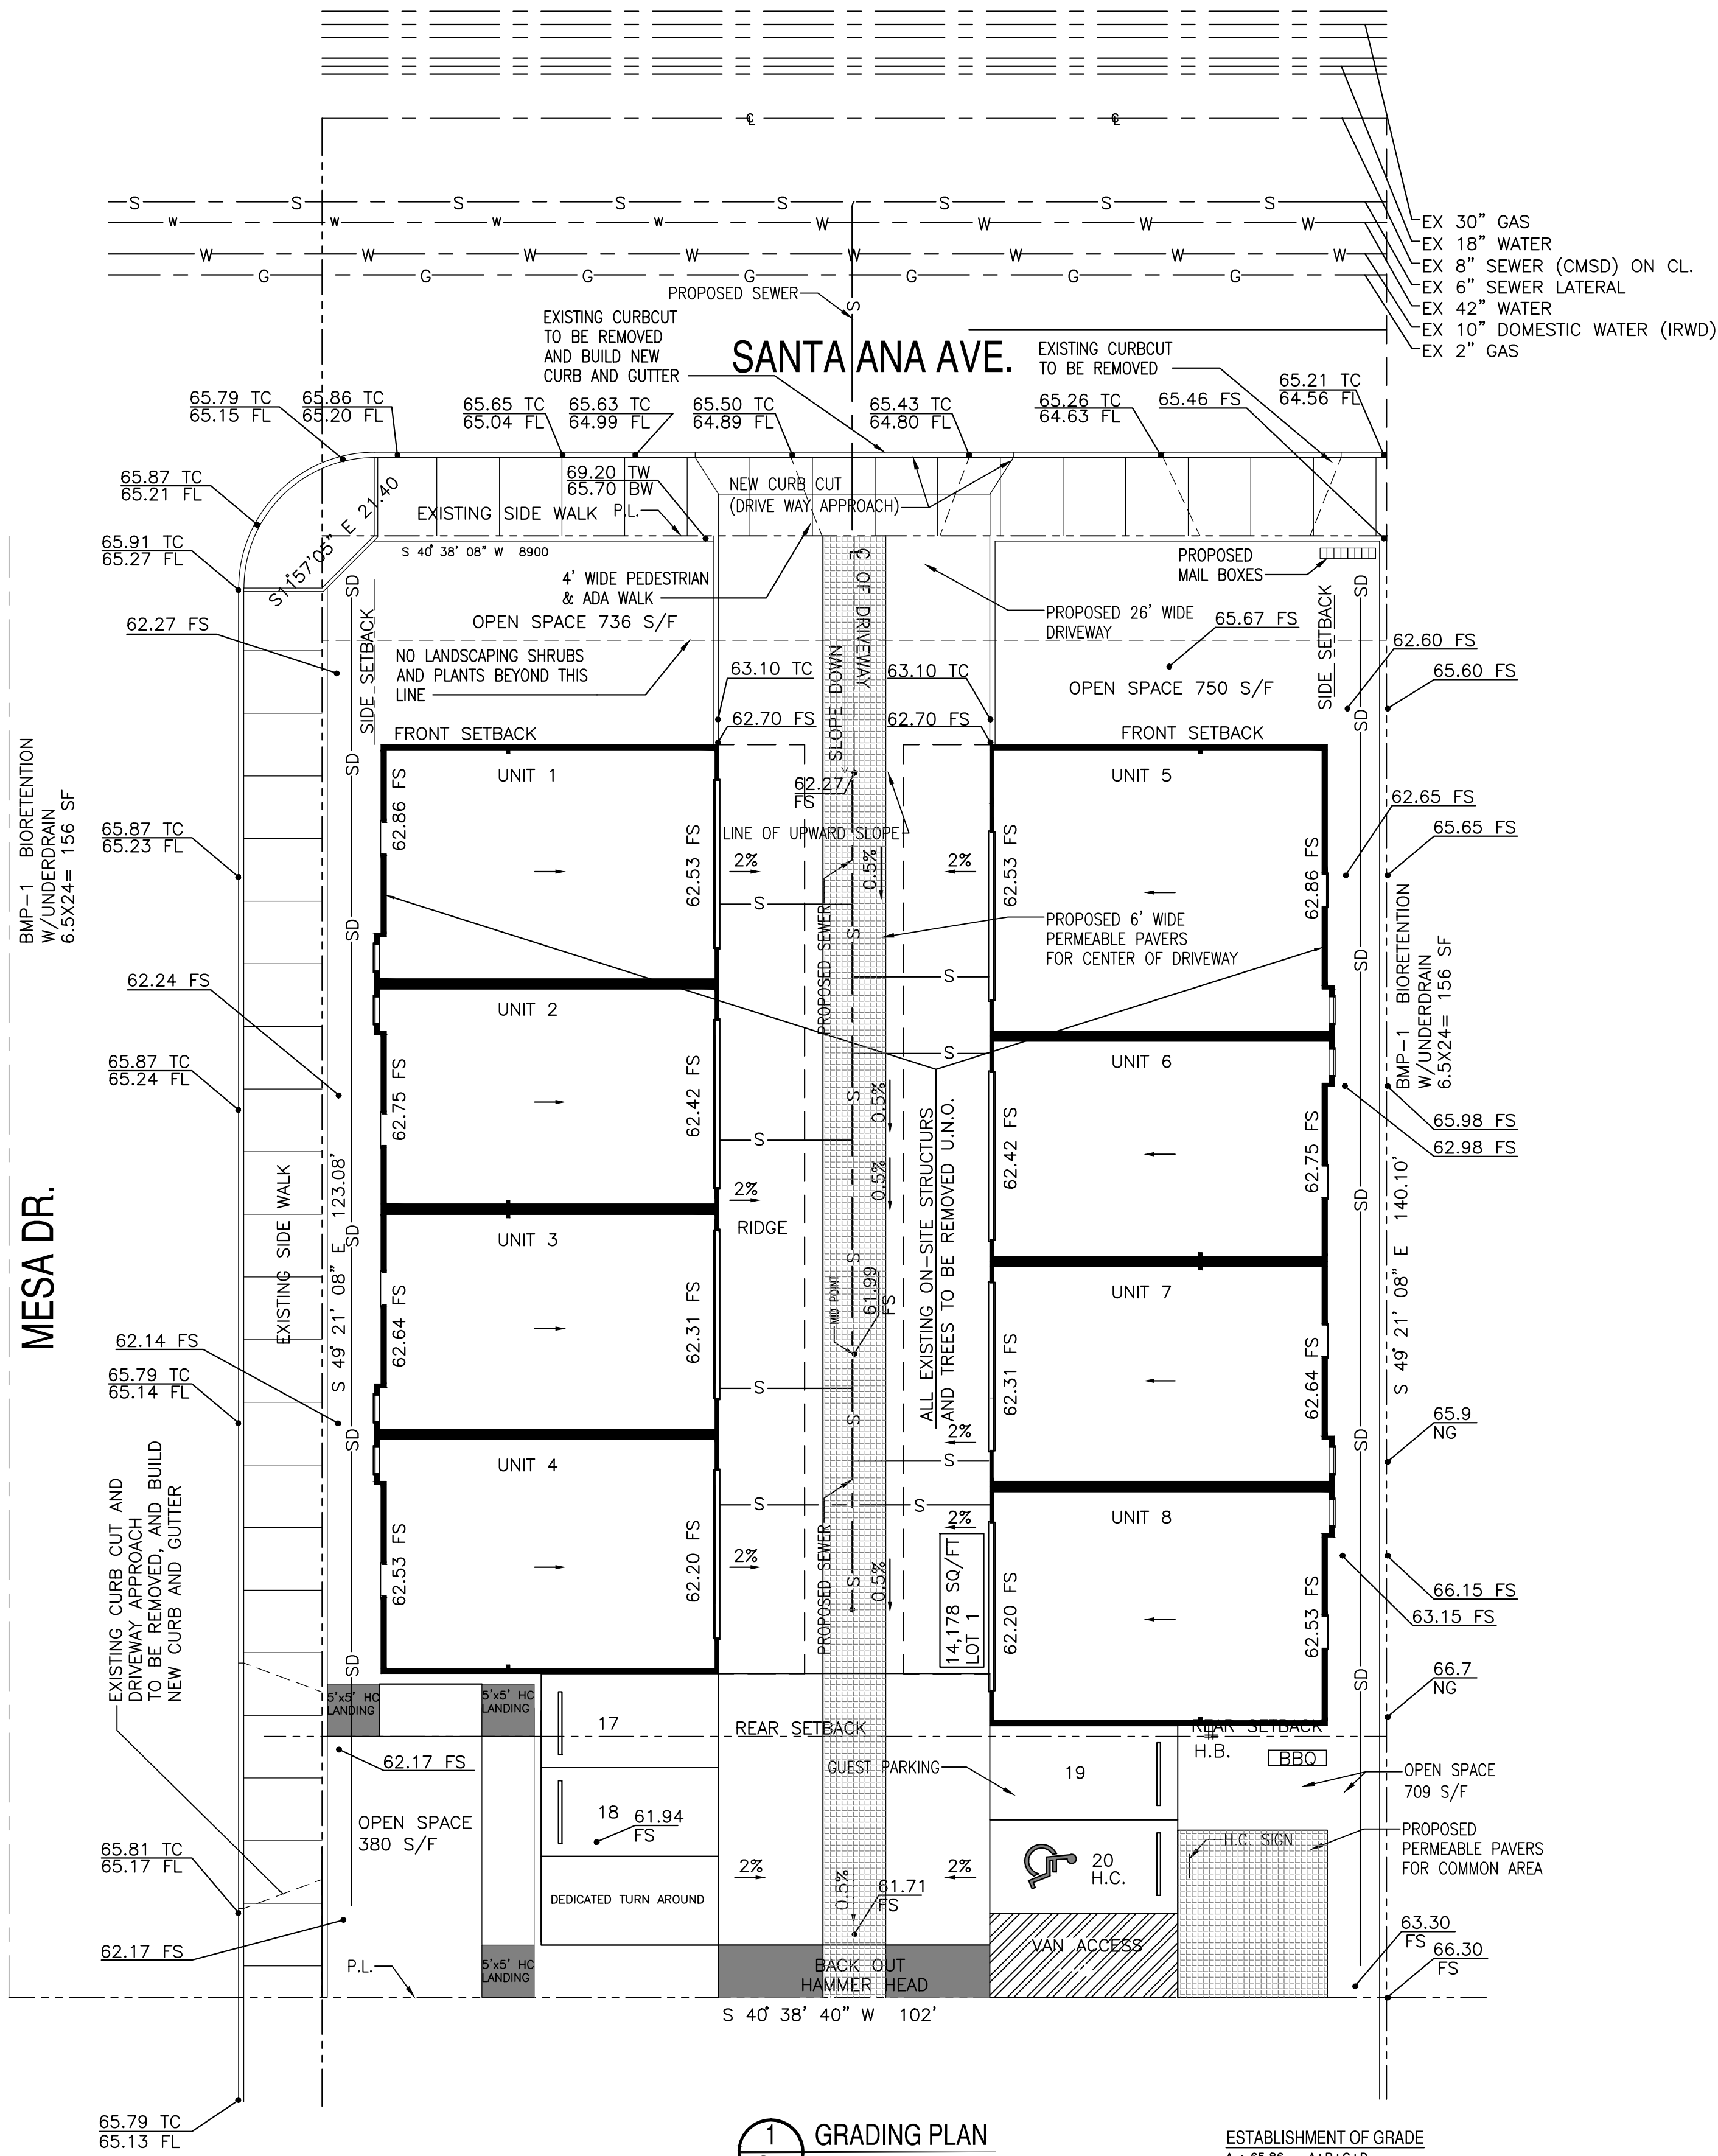 EX 30” GAS
EX 18” WATER
EX 8” SEWER (CMSD) ON CL.
EX 6” SEWER LATERAL
EX 42” WATER
EX 10” DOMESTIC WATER (IRWD)
EX 2” GAS
S S S S S S S S
W W W W W W W W
W W W W W W W W
G G G G G G G
PROPOSED SEWER
S
EXISTING CURBCUT
TO BE REMOVED
AND BUILD NEW
CURB AND GUTTER
SANTA ANA AVE.
EXISTING CURBCUT
TO BE REMOVED
65.79 TC
65.15 FL
65.86 TC
65.20 FL
65.65 TC
65.04 FL
65.63 TC
64.99 FL
65.50 TC
64.89 FL
65.43 TC
64.80 FL
65.26 TC
64.63 FL
65.46 FS
65.21 TC
64.56 FL
65.87 TC
65.21 FL
69.20 TW
65.70 BW
NEW CURB CUT
(DRIVE WAY APPROACH)
EXISTING SIDE WALK
P.L.
S 40° 38' 08” W 8900
S11°57'05” E 21.40
65.91 TC
65.27 FL
4' WIDE PEDESTRIAN
& ADA WALK
OPEN SPACE 736 S/F
PROPOSED
MAIL BOXES
PROPOSED 26' WIDE
DRIVEWAY
65.67 FS
OPEN SPACE 750 S/F
62.27 FS
SIDE SETBACK
SD
NO LANDSCAPING SHRUBS
AND PLANTS BEYOND THIS
LINE
CL OF DRIVEWAY
SLOPE DOWN
63.10 TC
63.10 TC
62.70 FS
62.70 FS
SIDE SETBACK
SD
62.60 FS
65.60 FS
FRONT SETBACK
FRONT SETBACK
BMP-1 BIORETENTION
W/UNDERDRAIN
6.5X24= 156 SF
UNIT 1
62.86 FS
62.53 FS
62.27
FS
LINE OF UPWARD SLOPE
2%
0.5%
2%
UNIT 5
62.53 FS
62.86 FS
62.65 FS
65.65 FS
65.87 TC
65.23 FL
PROPOSED SEWER
PROPOSED 6' WIDE
PERMEABLE PAVERS
FOR CENTER OF DRIVEWAY
BMP-1 BIORETENTION
W/UNDERDRAIN
6.5X24= 156 SF
62.24 FS
UNIT 2
62.75 FS
62.42 FS
UNIT 6
62.42 FS
62.75 FS
65.87 TC
65.24 FL
0.5%
0.5%
65.98 FS
62.98 FS
MESA DR.
EXISTING SIDE WALK
S 49° 21' 08” E 123.08'
2%
RIDGE
UNIT 3
62.64 FS
62.31 FS
MID POINT
61.99
FS
ALL EXISTING ON-SITE STRUCTURS
AND TREES TO BE REMOVED U.N.O.
UNIT 7
62.31 FS
62.64 FS
S 49° 21' 08” E 140.10'
62.14 FS
65.79 TC
65.14 FL
2%
65.9
NG
UNIT 4
62.53 FS
62.20 FS
2%
PROPOSED SEWER
0.5%
2%
14,178 SQ/FT
LOT 1
UNIT 8
62.20 FS
62.53 FS
66.15 FS
63.15 FS
EXISTING CURB CUT AND
DRIVEWAY APPROACH
TO BE REMOVED, AND BUILD
NEW CURB AND GUTTER
66.7
NG
5'x5' HC
LANDING
5'x5' HC
LANDING
17
REAR SETBACK
REAR SETBACK
H.B.
BBQ
62.17 FS
GUEST PARKING
19
OPEN SPACE
709 S/F
OPEN SPACE
380 S/F
18
61.94
FS
H.C. SIGN
PROPOSED
PERMEABLE PAVERS
FOR COMMON AREA
65.81 TC
65.17 FL
2%
0.5%
2%
20
H.C.
DEDICATED TURN AROUND
61.71
FS
62.17 FS
P.L.
5'x5' HC
LANDING
BACK OUT
HAMMER HEAD
VAN ACCESS
63.30
FS
66.30
FS
S 40° 38' 40” W 102'
65.79 TC
65.13 FL
1
GRADING PLAN
ESTABLISHMENT OF GRADE